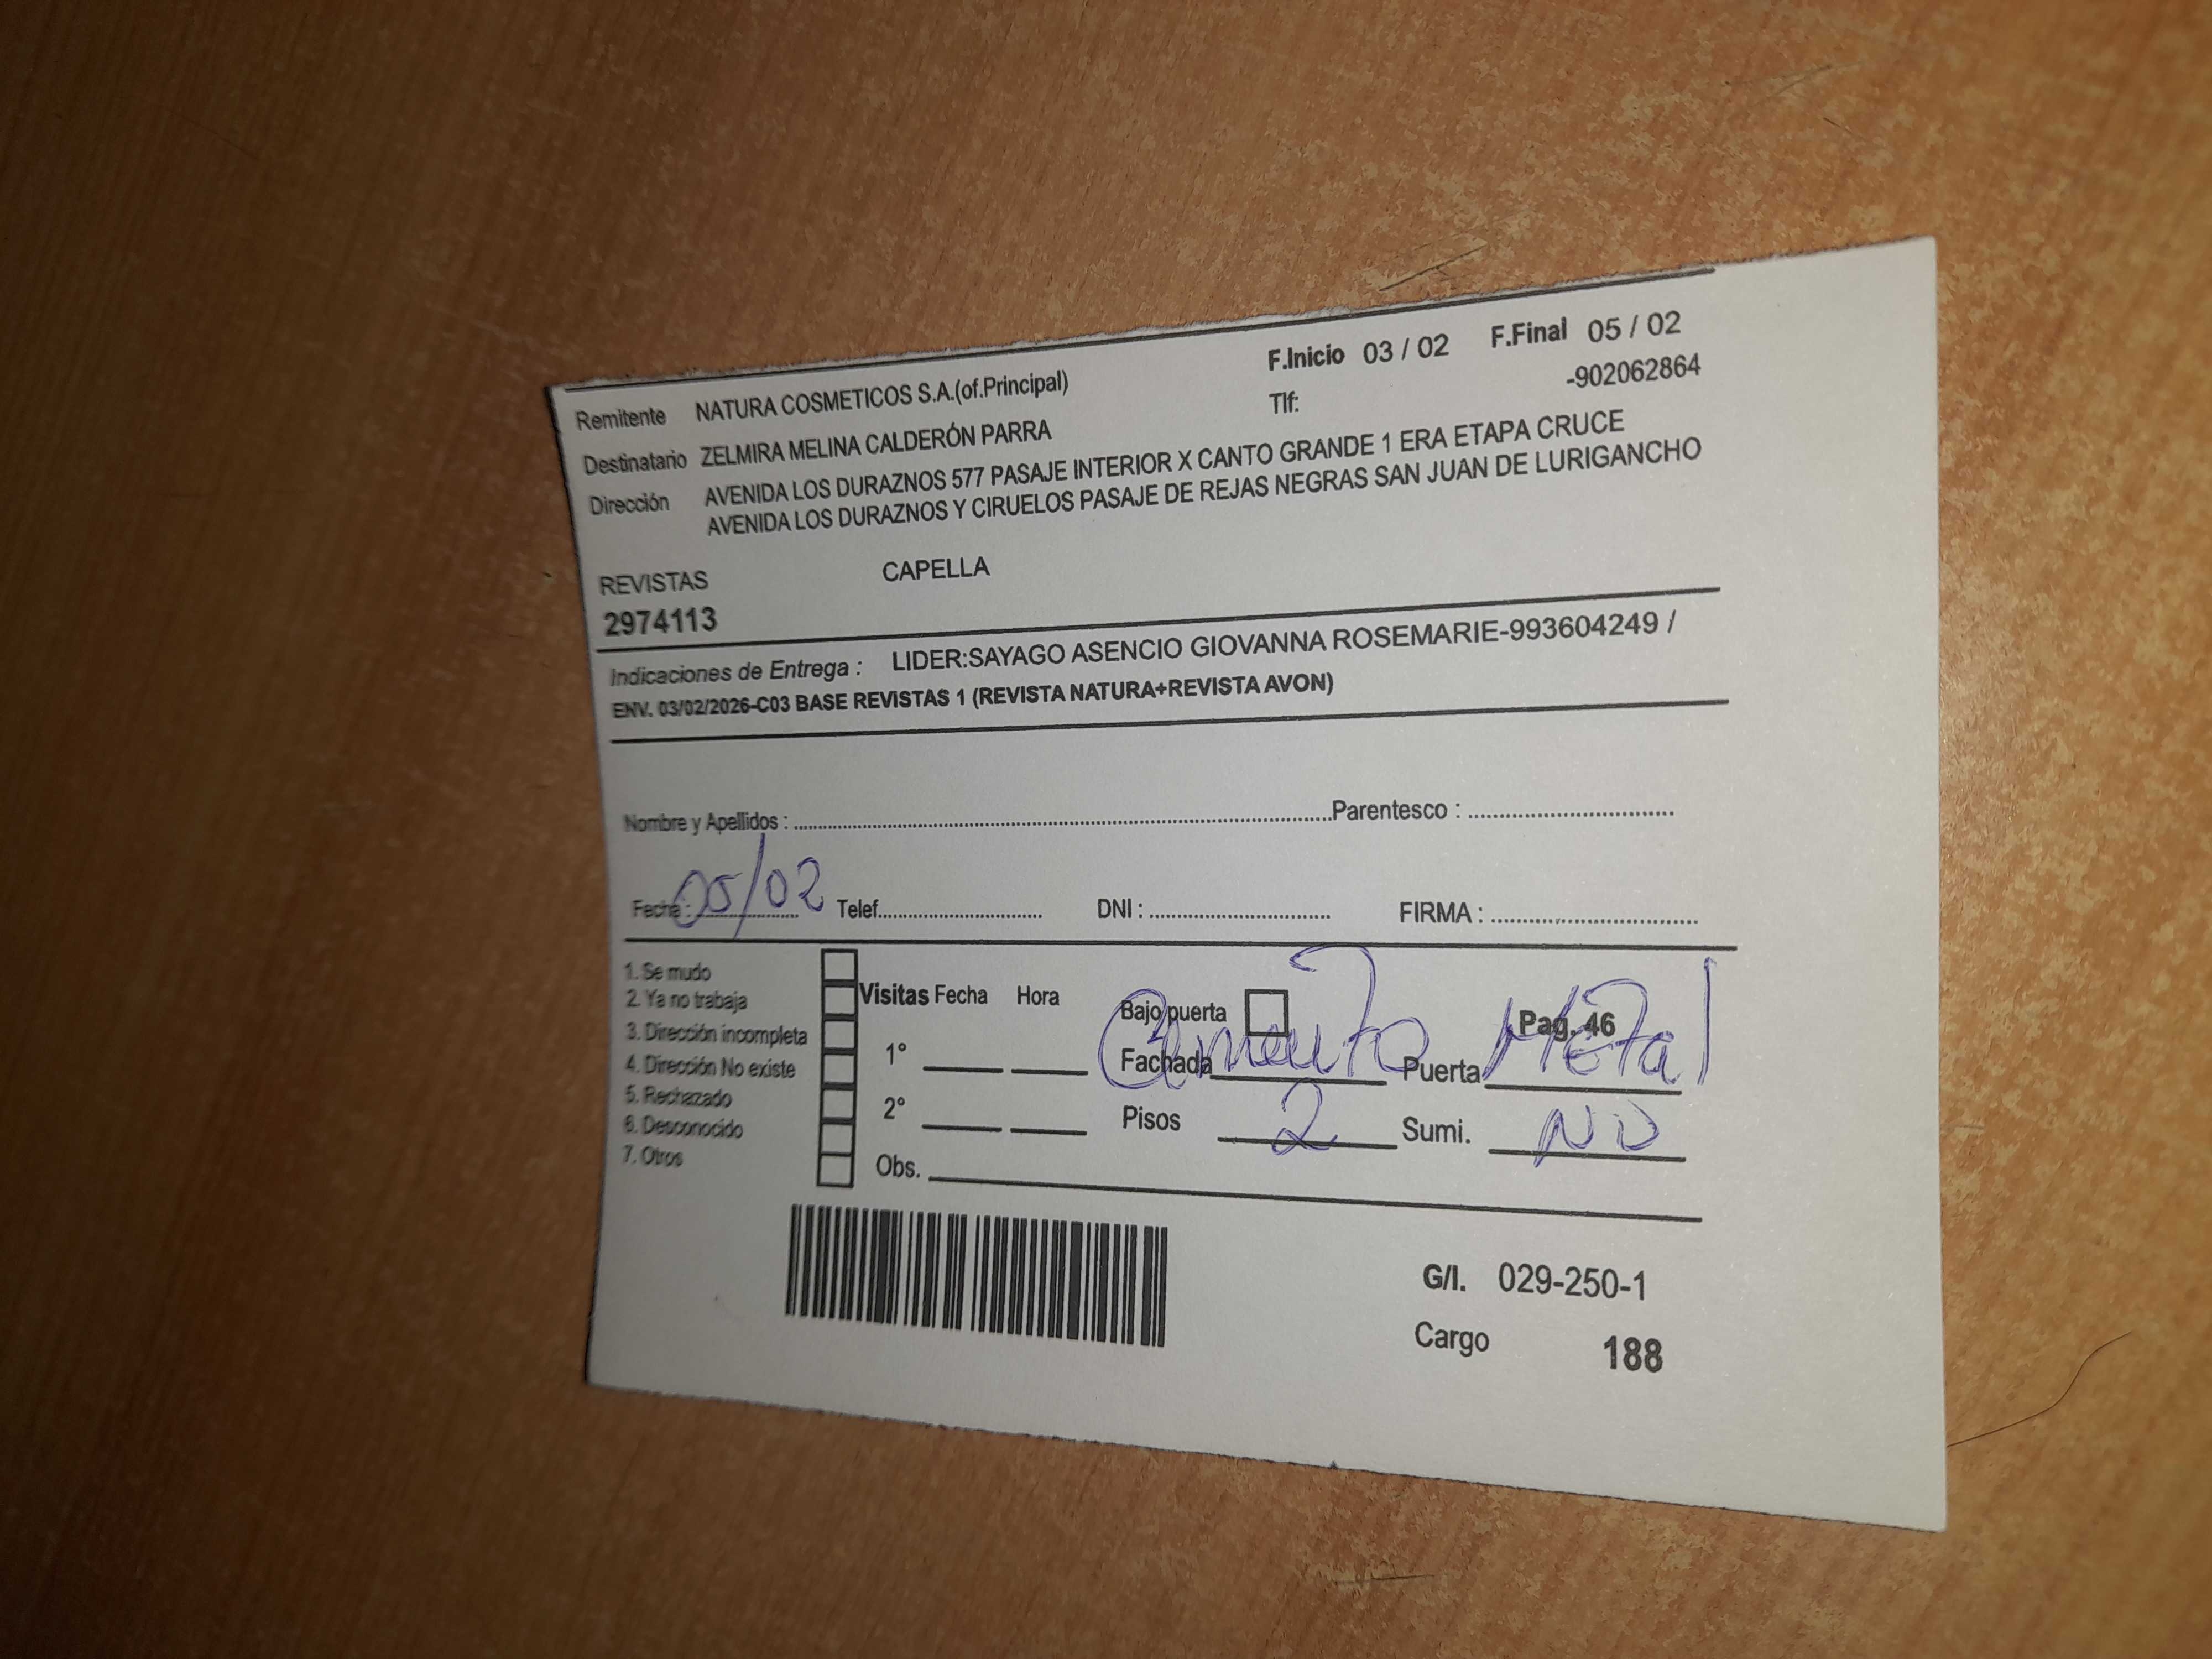 F.Inicio 03 / 02 F.Final 05 / 02
Remitente NATURA COSMETICOS S.A.(of.Principal)
Tlf: -902062864
Destinatario ZELMIRA MELINA CALDERÓN PARRA
Dirección AVENIDA LOS DURAZNOS 577 PASAJE INTERIOR X CANTO GRANDE 1 ERA ETAPA CRUCE
AVENIDA LOS DURAZNOS Y CIRUELOS PASAJE DE REJAS NEGRAS SAN JUAN DE LURIGANCHO
REVISTAS CAPELLA
2974113
Indicaciones de Entrega : LIDER:SAYAGO ASENCIO GIOVANNA ROSEMARIE-993604249 /
ENV. 03/02/2026-C03 BASE REVISTAS 1 (REVISTA NATURA+REVISTA AVON)
Nombre y Apellidos : Parentesco :
Fecha : 05/02 Telef. DNI : FIRMA :
1. Se mudo
2. Ya no trabaja
3. Dirección incompleta
4. Dirección No existe
5. Rechazado
6. Desconocido
7. Otros
Visitas Fecha Hora
1°
2°
Obs.
Bajo puerta Pag. 46
Fachada Cemento Puerta Metal
Pisos 2 Sumi. ND
G/I. 029-250-1
Cargo 188